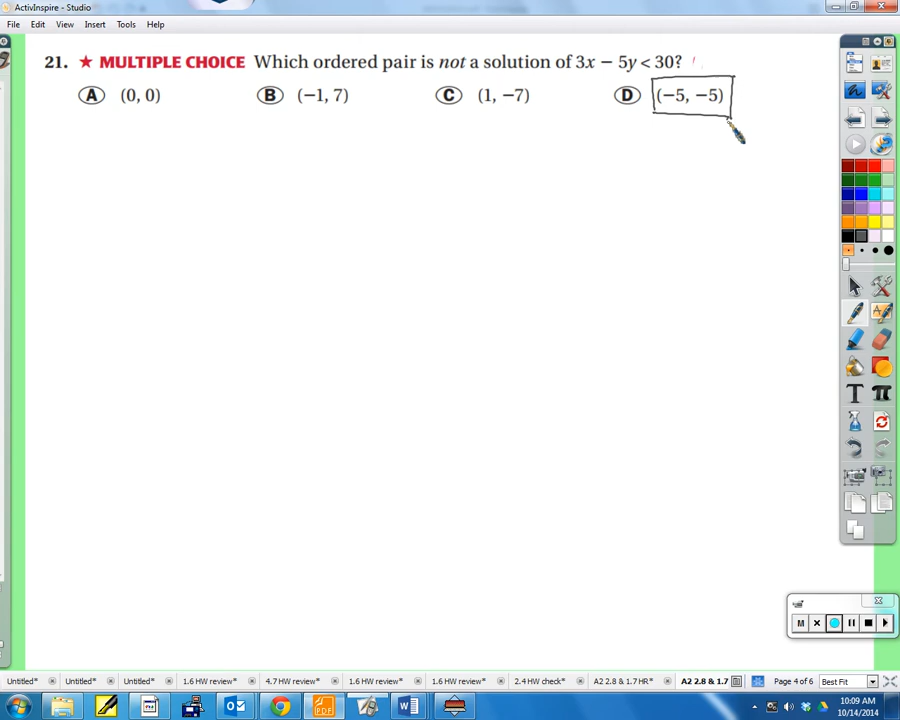 ActivInspire - Studio
File Edit View Insert Tools Help
21. ★ MULTIPLE CHOICE Which ordered pair is not a solution of 3x − 5y < 30?
A (0, 0) B (−1, 7) C (1, −7) D (−5, −5)
Untitled* Untitled* Untitled* 1.6 HW review* 4.7 HW review* 1.6 HW review* 1.6 HW review* 2.4 HW check* A2 2.8 & 1.7 HR* A2 2.8 & 1.7 Page 4 of 6 Best Fit
10:09 AM
10/14/2014